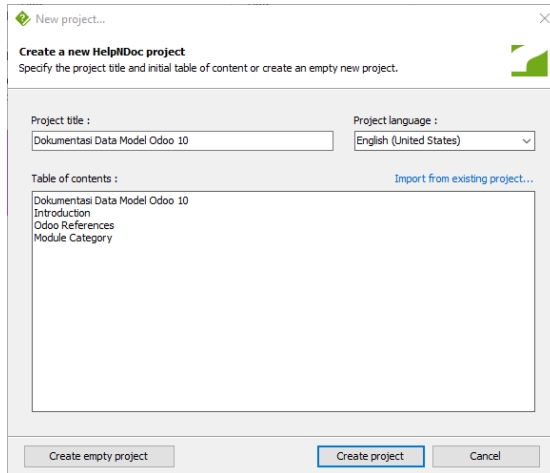 New project...
Create a new HelpNDoc project
Specify the project title and initial table of content or create an empty new project.
Project title :
Project language :
Dokumentasi Data Model Odoo 10
English (United States)
Table of contents :
Import from existing project...
Dokumentasi Data Model Odoo 10
Introduction
Odoo References
Module Category
Create empty project
Create project
Cancel